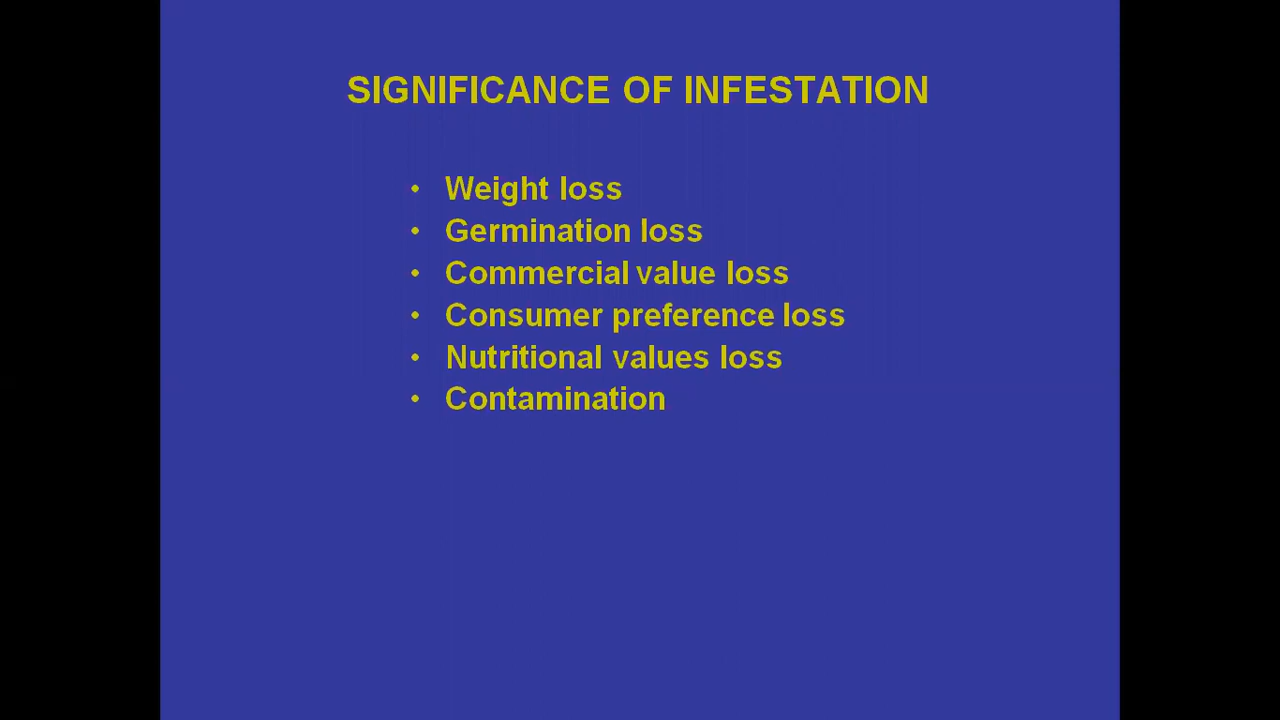 SIGNIFICANCE OF INFESTATION
• Weight loss
• Germination loss
• Commercial value loss
• Consumer preference loss
• Nutritional values loss
• Contamination